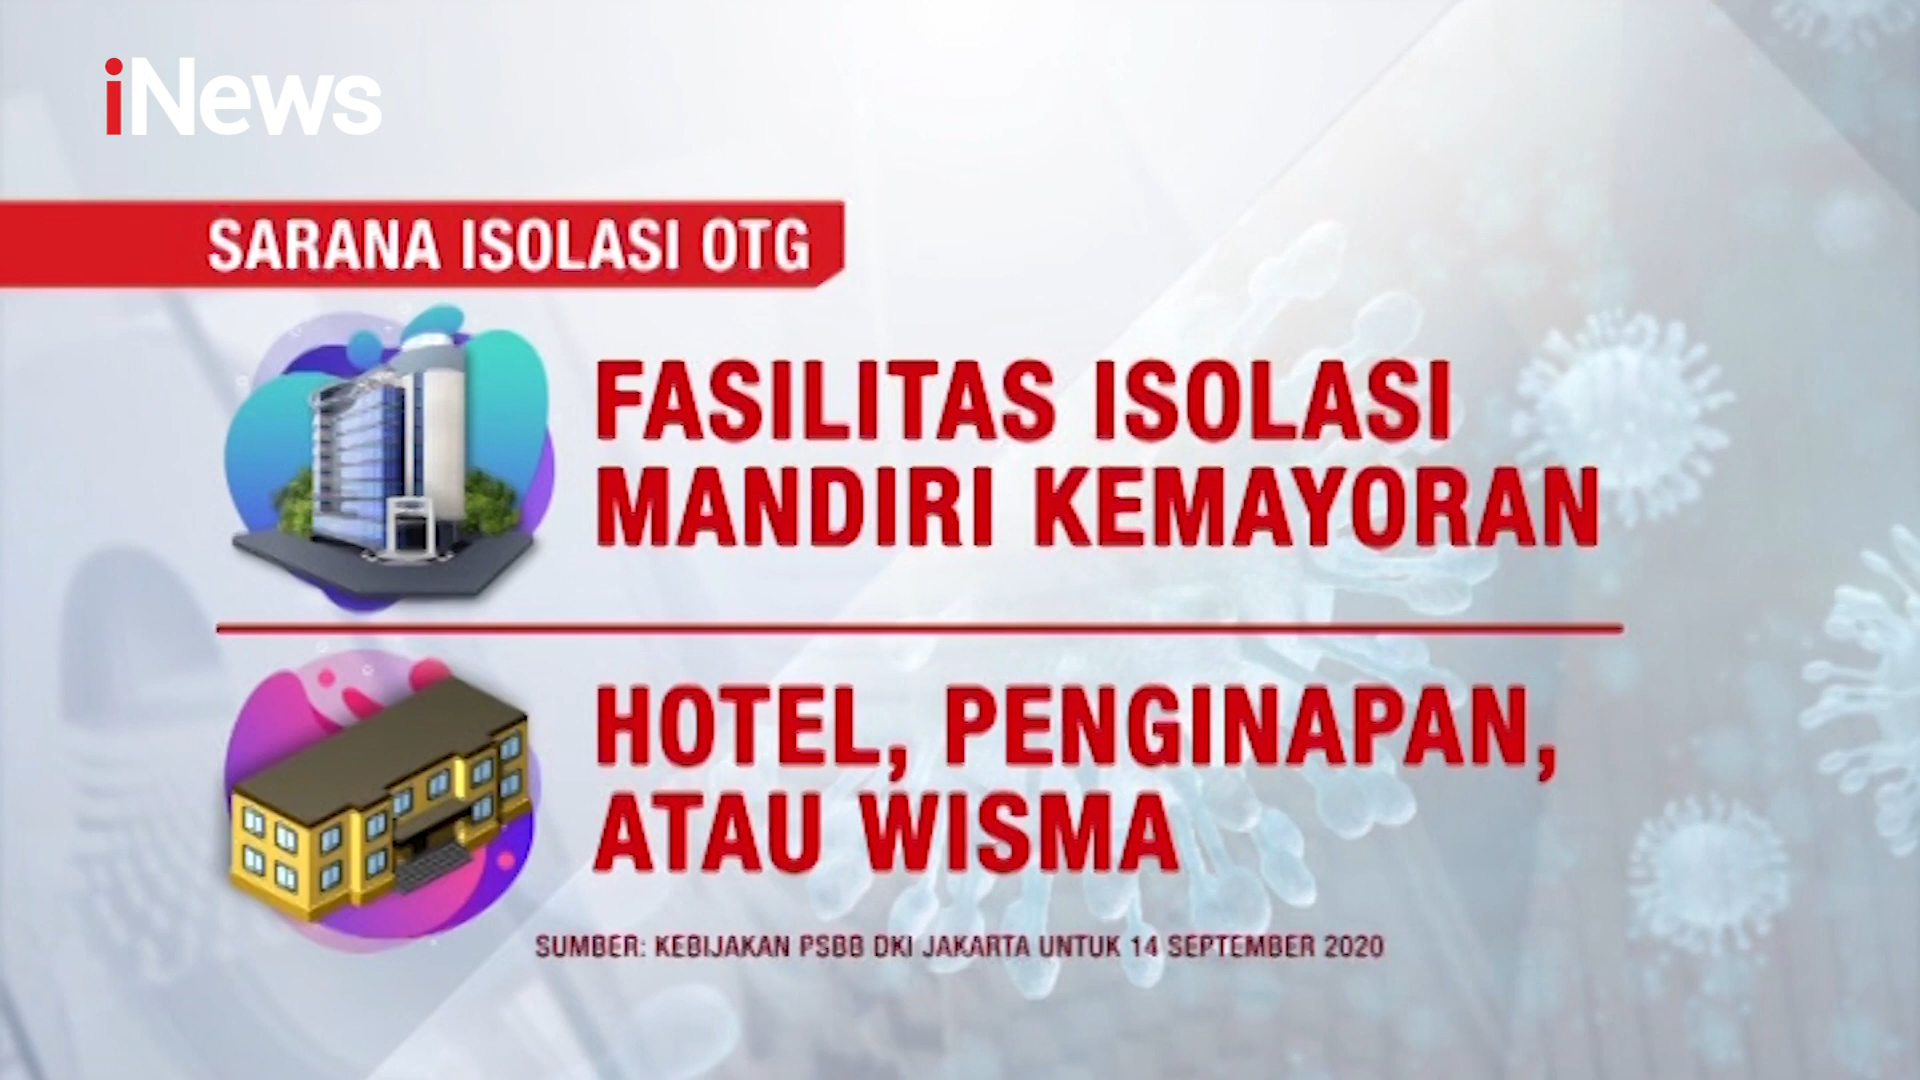 iNews
SARANA ISOLASI OTG
FASILITAS ISOLASI
MANDIRI KEMAYORAN
HOTEL, PENGINAPAN,
ATAU WISMA
SUMBER: KEBIJAKAN PSBB DKI JAKARTA UNTUK 14 SEPTEMBER 2020